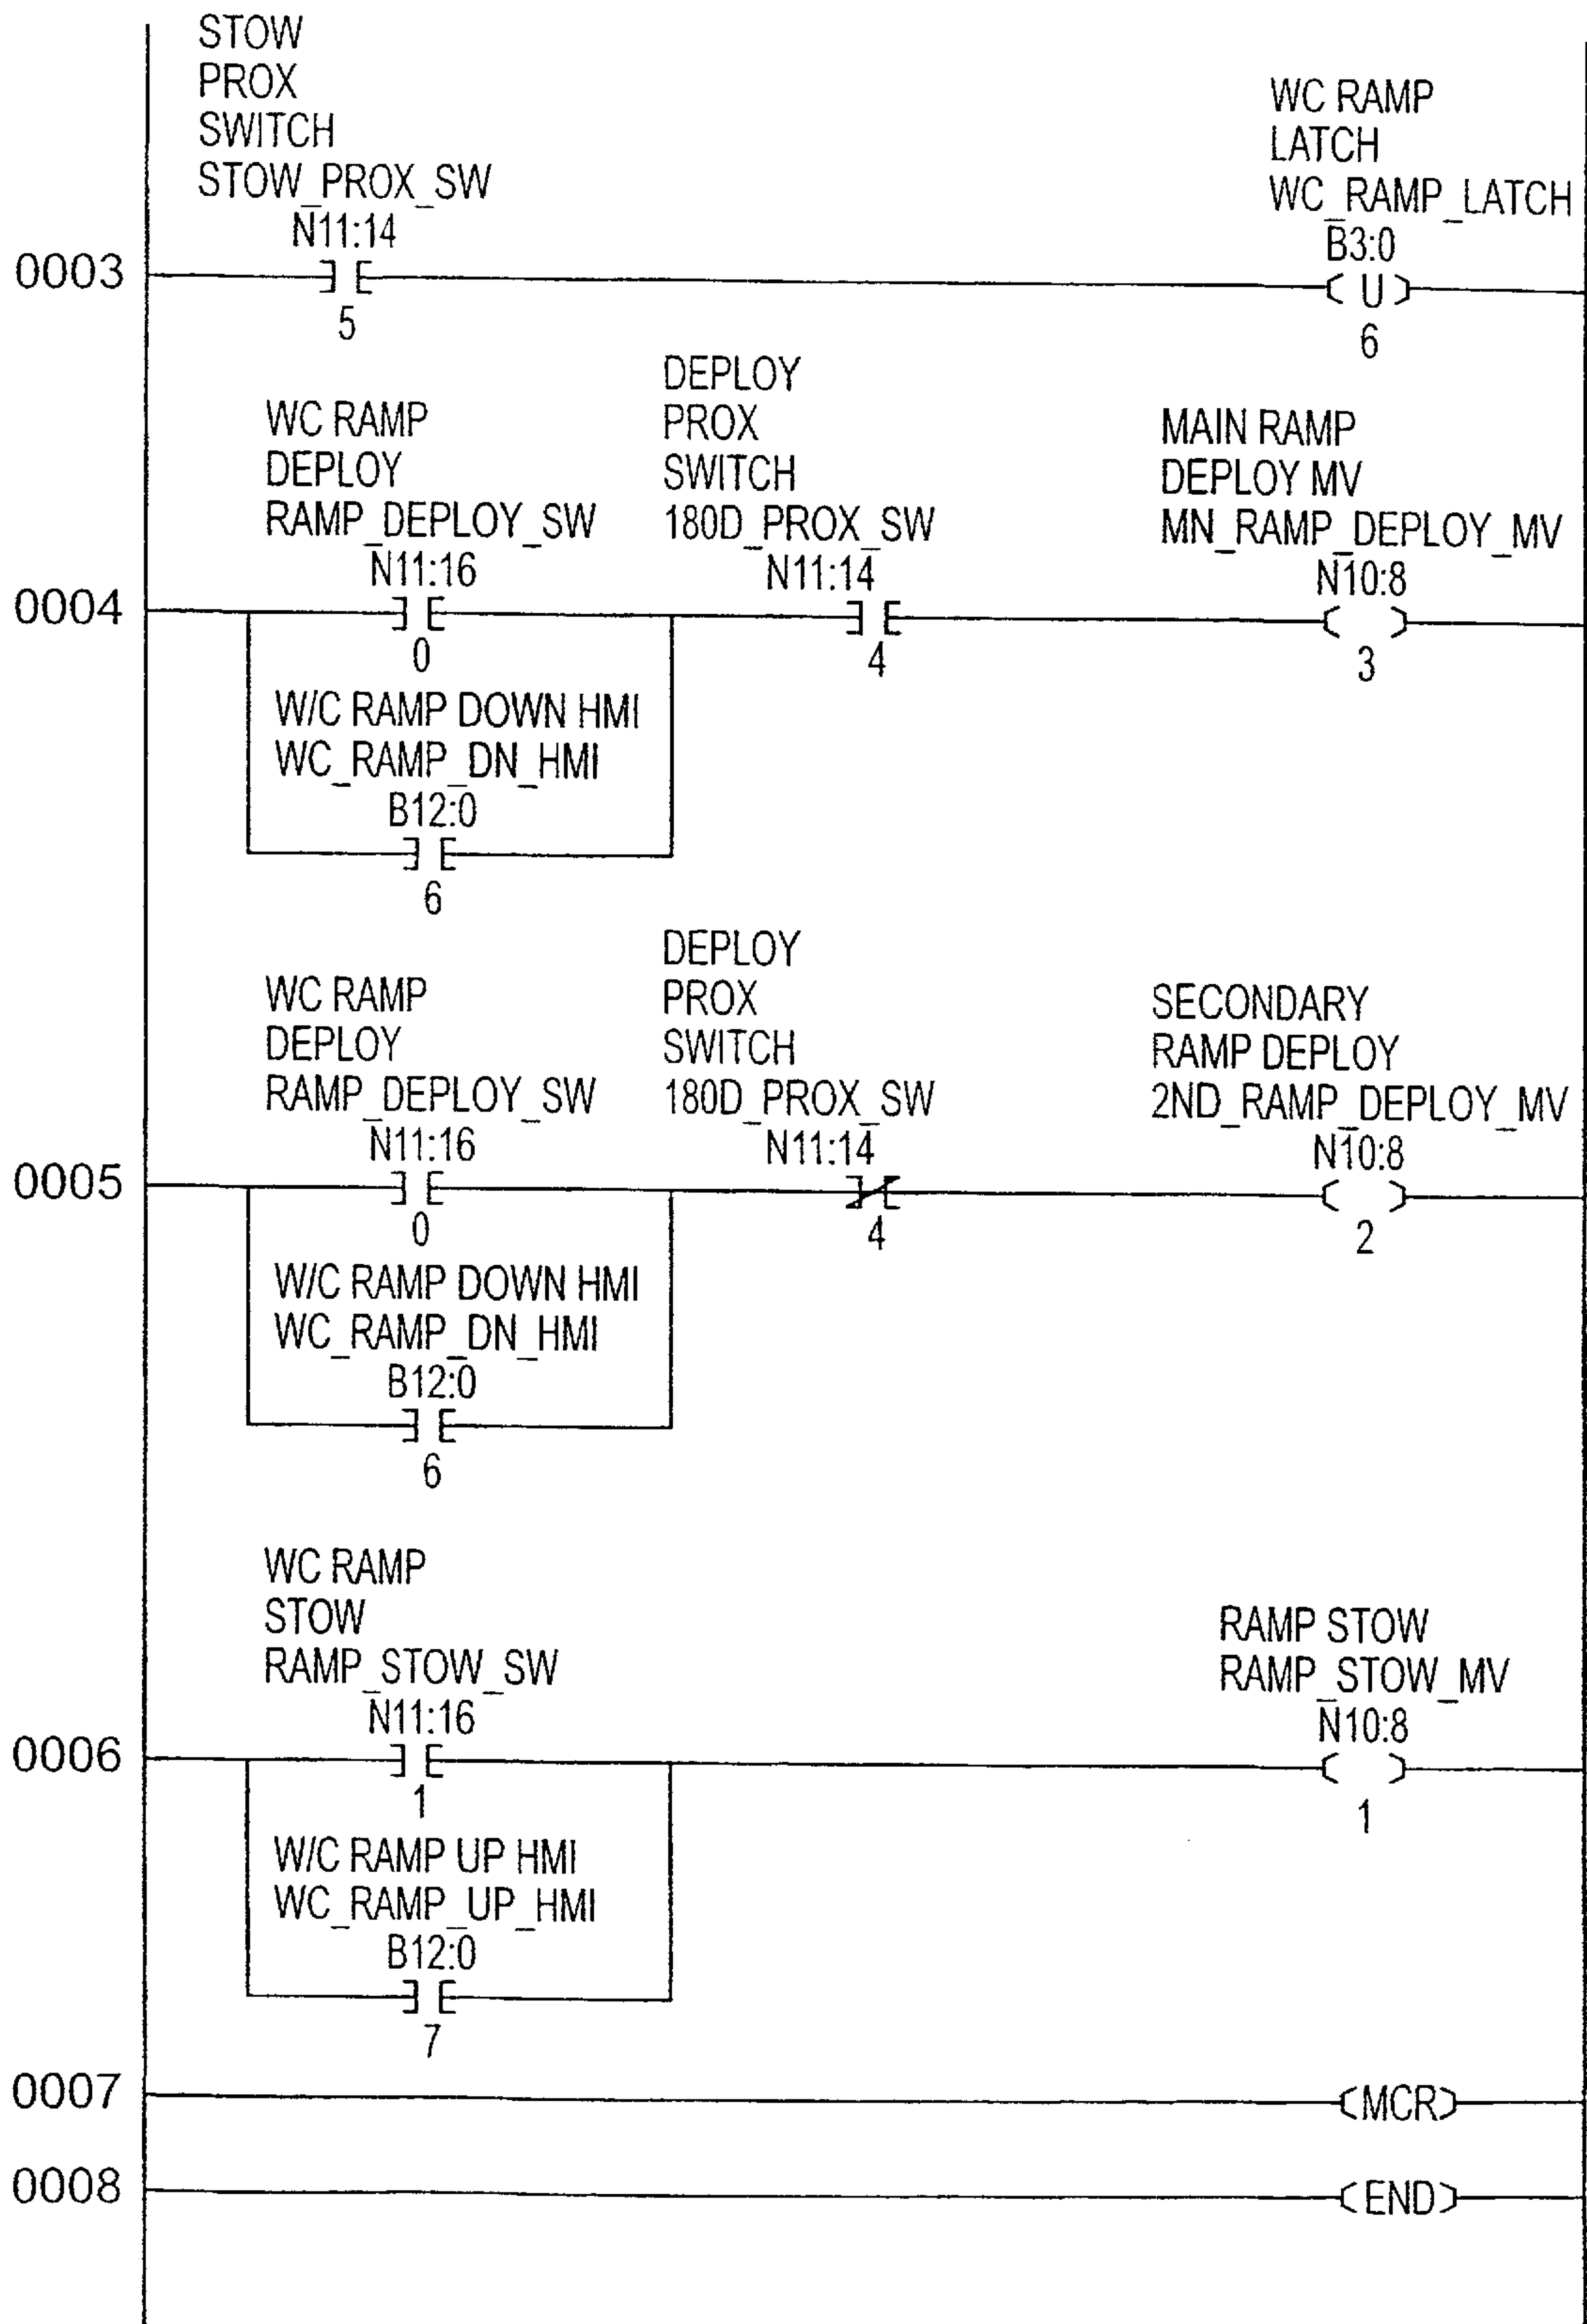 STOW
PROX
SWITCH
STOW_PROX_SW
N11:14
5
WC RAMP
LATCH
WC_RAMP_LATCH
B3:0
U
6
0003
WC RAMP
DEPLOY
RAMP_DEPLOY_SW
N11:16
0
DEPLOY
PROX
SWITCH
180D_PROX_SW
N11:14
4
MAIN RAMP
DEPLOY MV
MN_RAMP_DEPLOY_MV
N10:8
3
0004
W/C RAMP DOWN HMI
WC_RAMP_DN_HMI
B12:0
6
WC RAMP
DEPLOY
RAMP_DEPLOY_SW
N11:16
0
DEPLOY
PROX
SWITCH
180D_PROX_SW
N11:14
4
SECONDARY
RAMP DEPLOY
2ND_RAMP_DEPLOY_MV
N10:8
2
0005
W/C RAMP DOWN HMI
WC_RAMP_DN_HMI
B12:0
6
WC RAMP
STOW
RAMP_STOW_SW
N11:16
1
RAMP STOW
RAMP_STOW_MV
N10:8
1
0006
W/C RAMP UP HMI
WC_RAMP_UP_HMI
B12:0
7
0007
MCR
0008
END